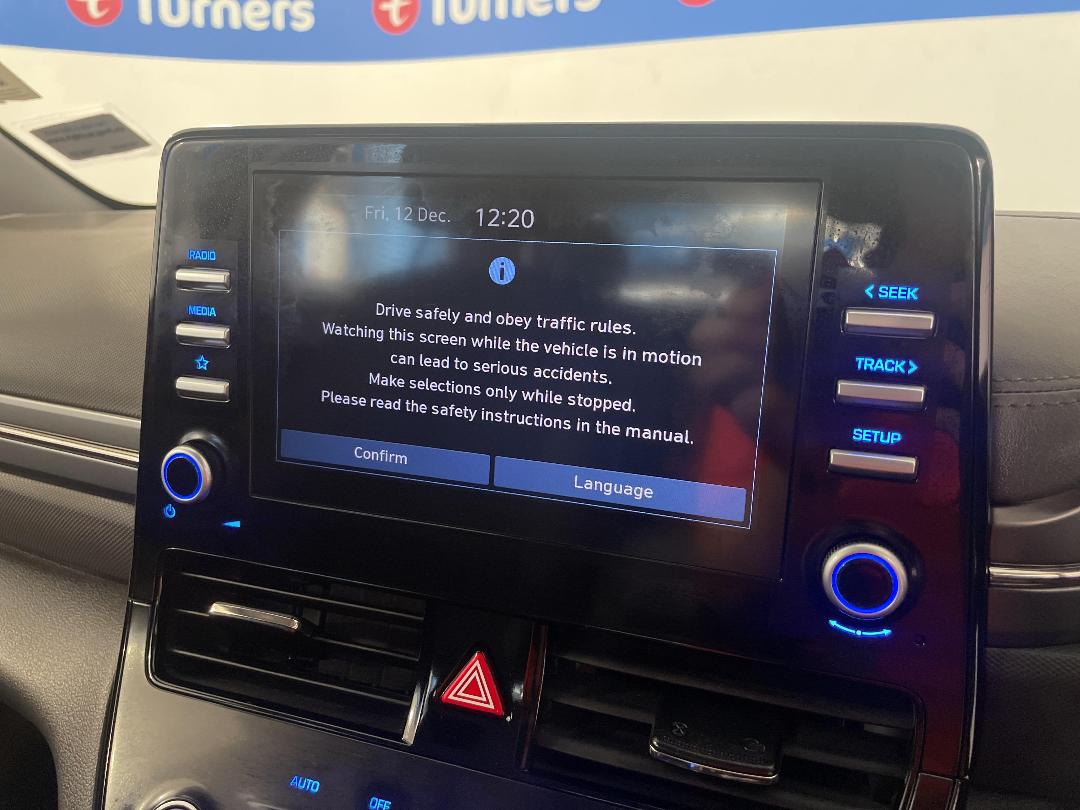 Turners
Turners
Fri, 12 Dec. 12:20
i
Drive safely and obey traffic rules.
Watching this screen while the vehicle is in motion
can lead to serious accidents.
Make selections only while stopped.
Please read the safety instructions in the manual.
Confirm
Language
RADIO
MEDIA
< SEEK
TRACK >
SETUP
AUTO
OFF